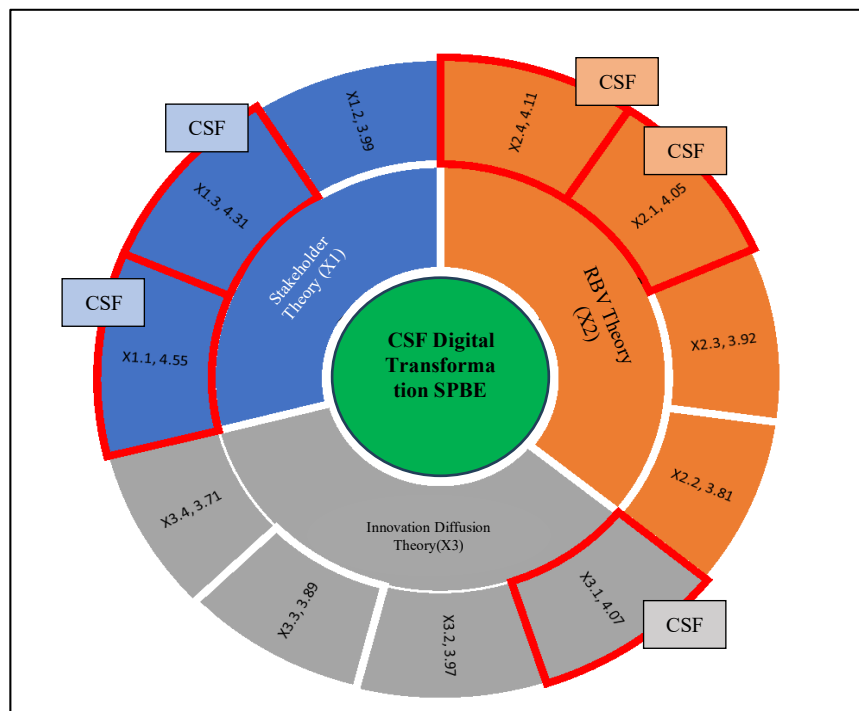 CSF
X2.4, 4.11
CSF
X2.1, 4.05
X2.3, 3.92
X2.2, 3.81
CSF
X3.1, 4.07
X3.2, 3.97
X3.3, 3.89
X3.4, 3.71
CSF
X1.1, 4.55
CSF
X1.3, 4.31
X1.2, 3.99
Stakeholder
Theory (X1)
RBV Theory
(X2)
Innovation Diffusion
Theory(X3)
CSF Digital
Transforma
tion SPBE